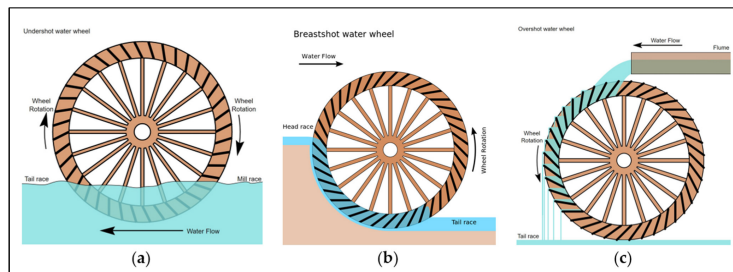 Undershot water wheel
Wheel
Rotation
Wheel
Rotation
Tail race
Mill race
Water Flow
(a)
Breastshot water wheel
Water Flow
Head race
Wheel Rotation
Tail race
(b)
Overshot water wheel
Water Flow
Flume
Wheel
Rotation
Tail race
(c)